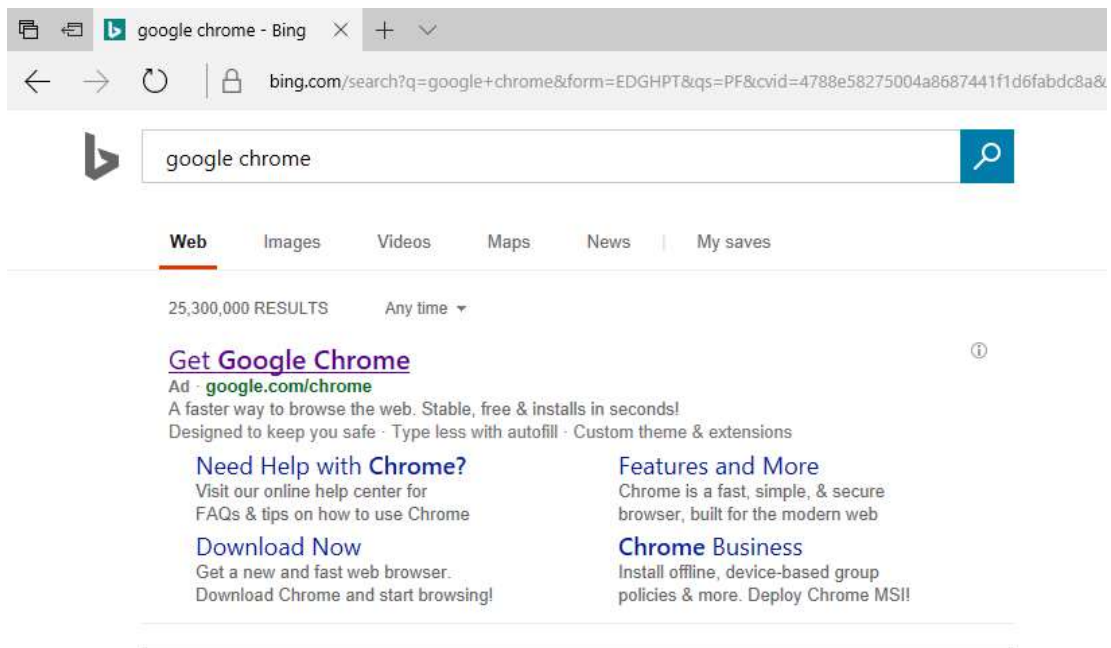 google chrome - Bing
bing.com/search?q=google+chrome&form=EDGHPT&qs=PF&cvid=4788e58275004a8687441f1d6fabdc8a&
google chrome
Web Images Videos Maps News My saves
25,300,000 RESULTS Any time
Get Google Chrome
Ad · google.com/chrome
A faster way to browse the web. Stable, free & installs in seconds!
Designed to keep you safe · Type less with autofill · Custom theme & extensions
Need Help with Chrome?
Visit our online help center for
FAQs & tips on how to use Chrome
Features and More
Chrome is a fast, simple, & secure
browser, built for the modern web
Download Now
Get a new and fast web browser.
Download Chrome and start browsing!
Chrome Business
Install offline, device-based group
policies & more. Deploy Chrome MSI!